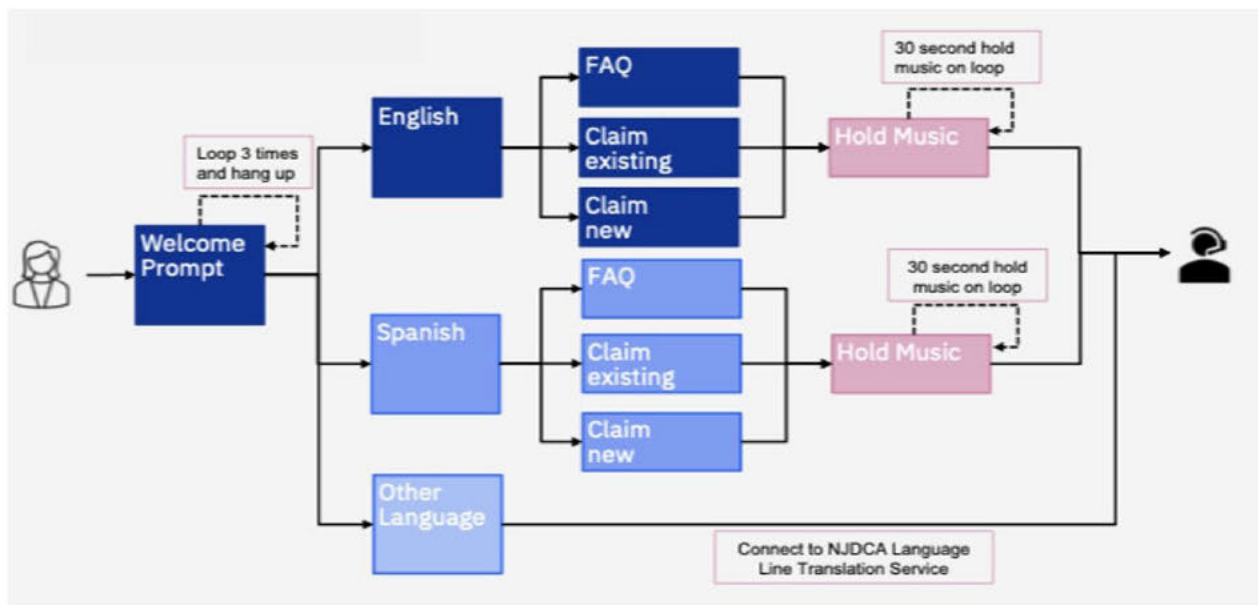 30 second hold
music on loop
FAQ
English
Claim
existing
Hold Music
Loop 3 times
and hang up
Claim
new
Welcome
Prompt
FAQ
30 second hold
music on loop
Spanish
Claim
existing
Hold Music
Claim
new
Other
Language
Connect to NJDCA Language
Line Translation Service